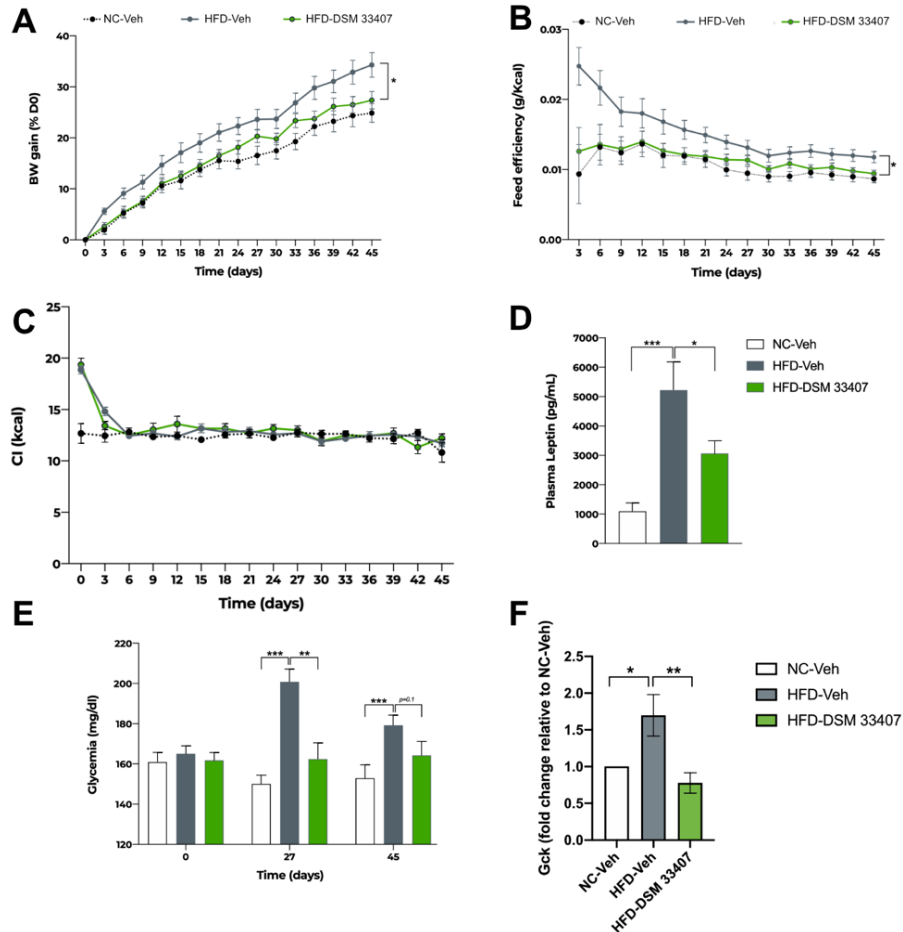 A
NC-Veh HFD-Veh HFD-DSM 33407
BW gain (% D0)
40
30
20
10
0
*
0 3 6 9 12 15 18 21 24 27 30 33 36 39 42 45
Time (days)
B
NC-Veh HFD-Veh HFD-DSM 33407
Feed efficiency (g/Kcal)
0.03
0.02
0.01
0.00
*
3 6 9 12 15 18 21 24 27 30 33 36 39 42 45
Time (days)
C
CI (kcal)
25
20
15
10
5
0
0 3 6 9 12 15 18 21 24 27 30 33 36 39 42 45
Time (days)
D
Plasma Leptin (pg/mL)
7000
6000
5000
4000
3000
2000
1000
0
*** *
NC-Veh
HFD-Veh
HFD-DSM 33407
E
Glycemia (mg/dl)
220
200
180
160
140
120
*** **
*** p=0.1
0 27 45
Time (days)
F
Gck (fold change relative to NC-Veh)
2.5
2.0
1.5
1.0
0.5
0.0
* **
NC-Veh
HFD-Veh
HFD-DSM 33407
NC-Veh
HFD-Veh
HFD-DSM 33407